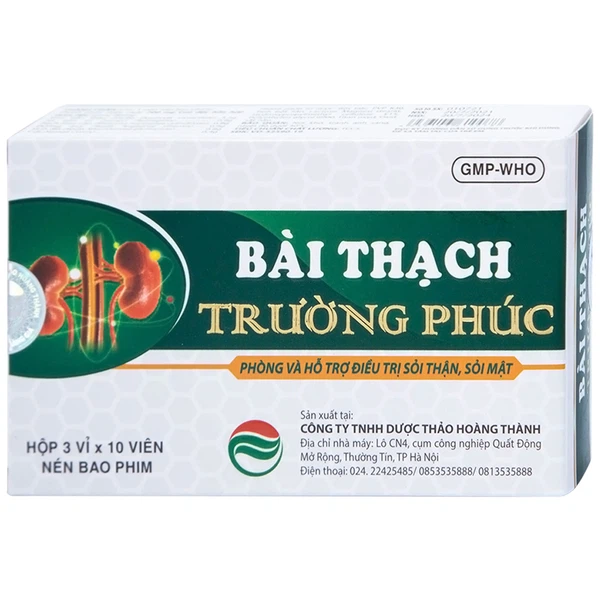 GMP-WHO
BÀI THẠCH
TRƯỜNG PHÚC
PHÒNG VÀ HỖ TRỢ ĐIỀU TRỊ SỎI THẬN, SỎI MẬT
HỘP 3 VỈ x 10 VIÊN
NÉN BAO PHIM
Sản xuất tại:
CÔNG TY TNHH DƯỢC THẢO HOÀNG THÀNH
Địa chỉ nhà máy: Lô CN4, cụm công nghiệp Quất Động
Mở Rộng, Thường Tín, TP Hà Nội
Điện thoại: 024. 22425485/ 0853535888/ 0813535888
BÀI THẠCH